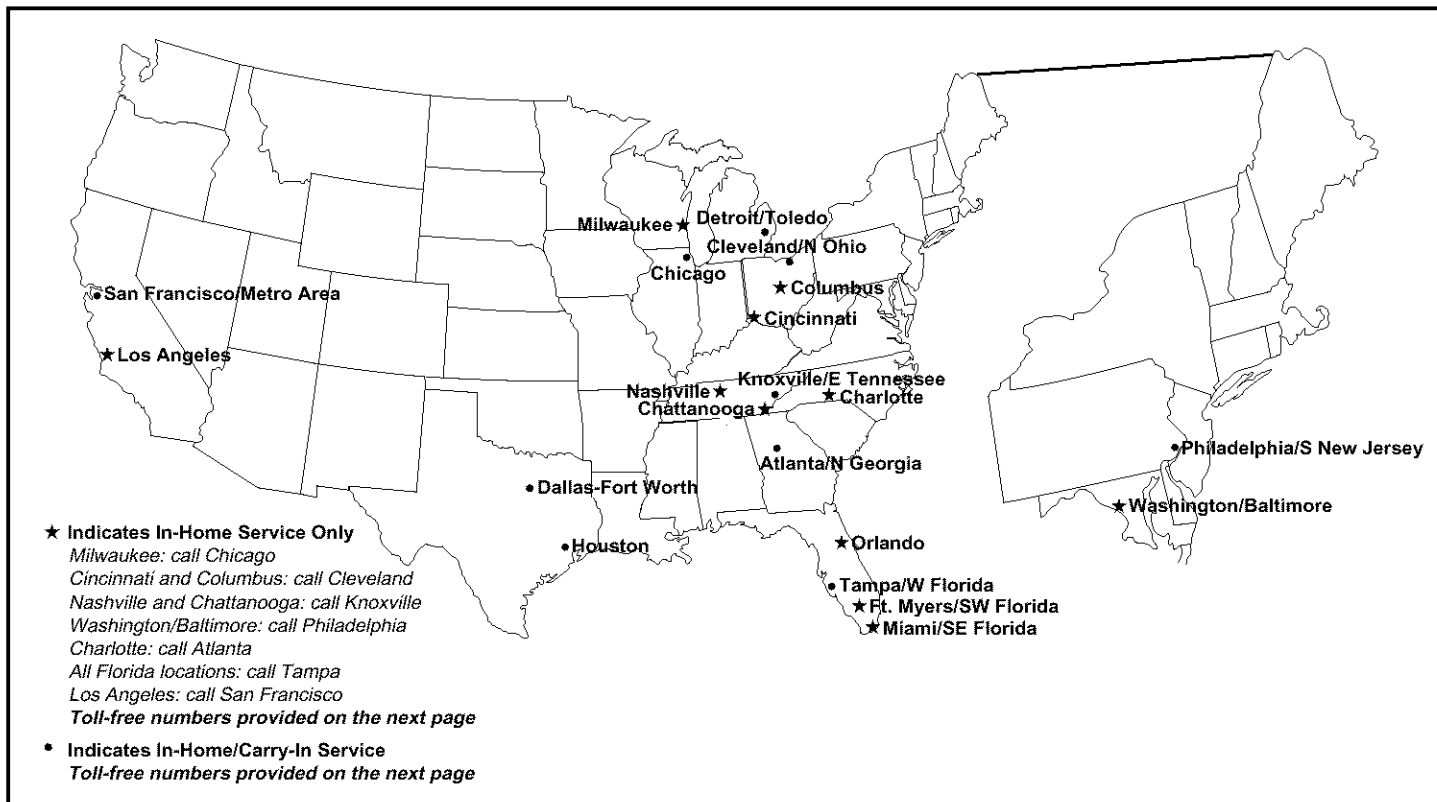 Milwaukee
Detroit/Toledo
Cleveland/N Ohio
Chicago
Columbus
San Francisco/Metro Area
Cincinnati
Los Angeles
Knoxville/E Tennessee
Nashville
Charlotte
Chattanooga
Philadelphia/S New Jersey
Atlanta/N Georgia
Dallas-Fort Worth
Washington/Baltimore
Orlando
Houston
Tampa/W Florida
Ft. Myers/SW Florida
Miami/SE Florida
★ Indicates In-Home Service Only
Milwaukee: call Chicago
Cincinnati and Columbus: call Cleveland
Nashville and Chattanooga: call Knoxville
Washington/Baltimore: call Philadelphia
Charlotte: call Atlanta
All Florida locations: call Tampa
Los Angeles: call San Francisco
Toll-free numbers provided on the next page
• Indicates In-Home/Carry-In Service
Toll-free numbers provided on the next page